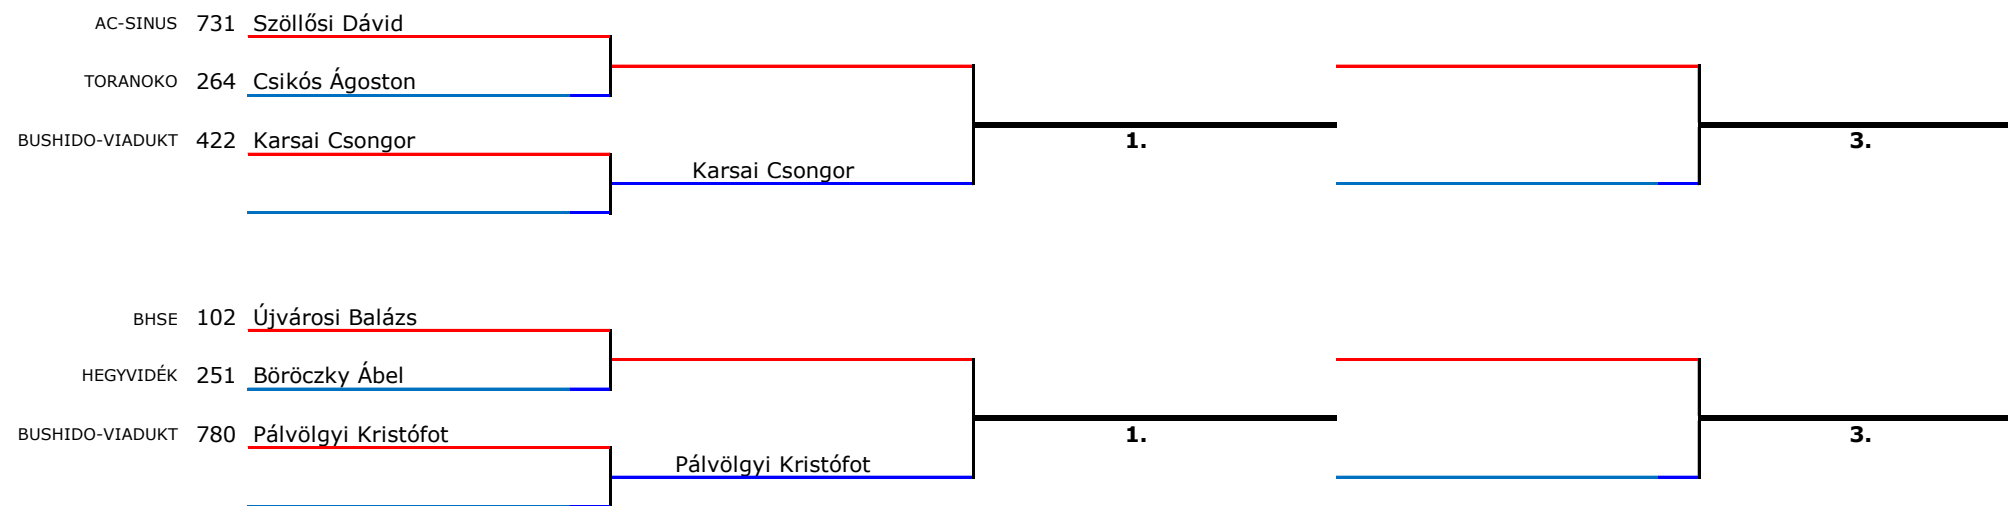 AC-SINUS 731 Szöllősi Dávid
TORANOKO 264 Csikós Ágoston
BUSHIDO-VIADUKT 422 Karsai Csongor
1.
3.
Karsai Csongor
BHSE 102 Újvárosi Balázs
HEGYVIDÉK 251 Böröczky Ábel
BUSHIDO-VIADUKT 780 Pálvölgyi Kristófot
1.
3.
Pálvölgyi Kristófot